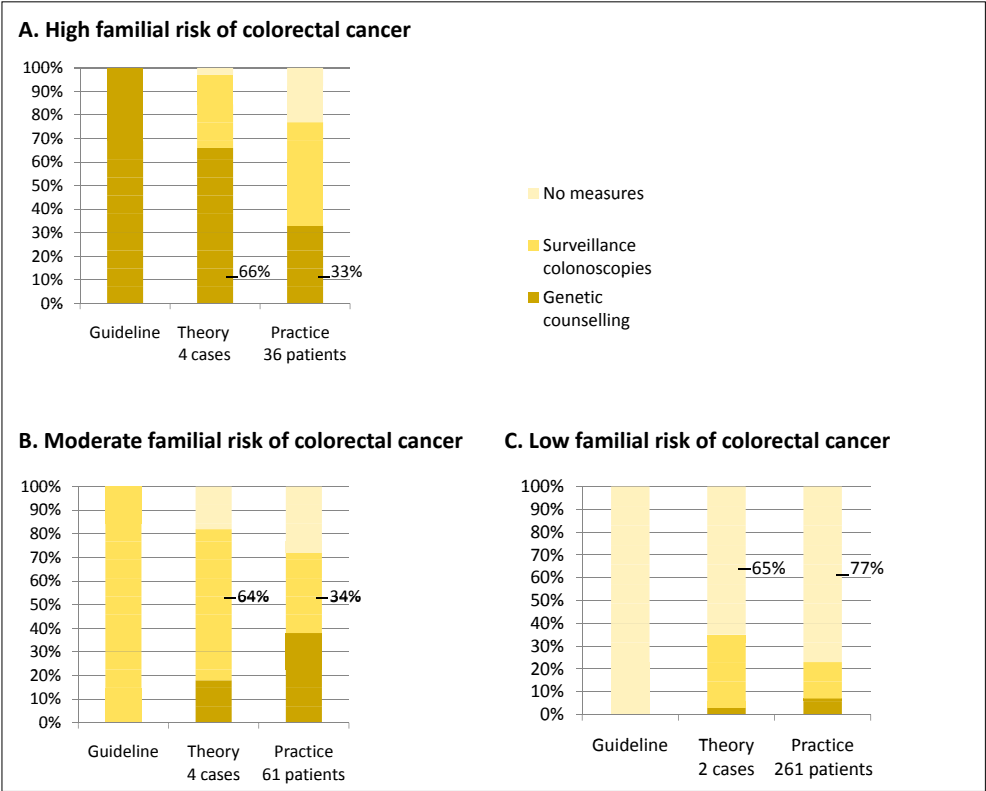 A. High familial risk of colorectal cancer
100%
90%
80%
70%
60%
50%
40%
30%
20%
10%
0%
66%
33%
Guideline
Theory
4 cases
Practice
36 patients
No measures
Surveillance
colonoscopies
Genetic
counselling
B. Moderate familial risk of colorectal cancer
100%
90%
80%
70%
60%
50%
40%
30%
20%
10%
0%
64%
34%
Guideline
Theory
4 cases
Practice
61 patients
C. Low familial risk of colorectal cancer
100%
90%
80%
70%
60%
50%
40%
30%
20%
10%
0%
65%
77%
Guideline
Theory
2 cases
Practice
261 patients